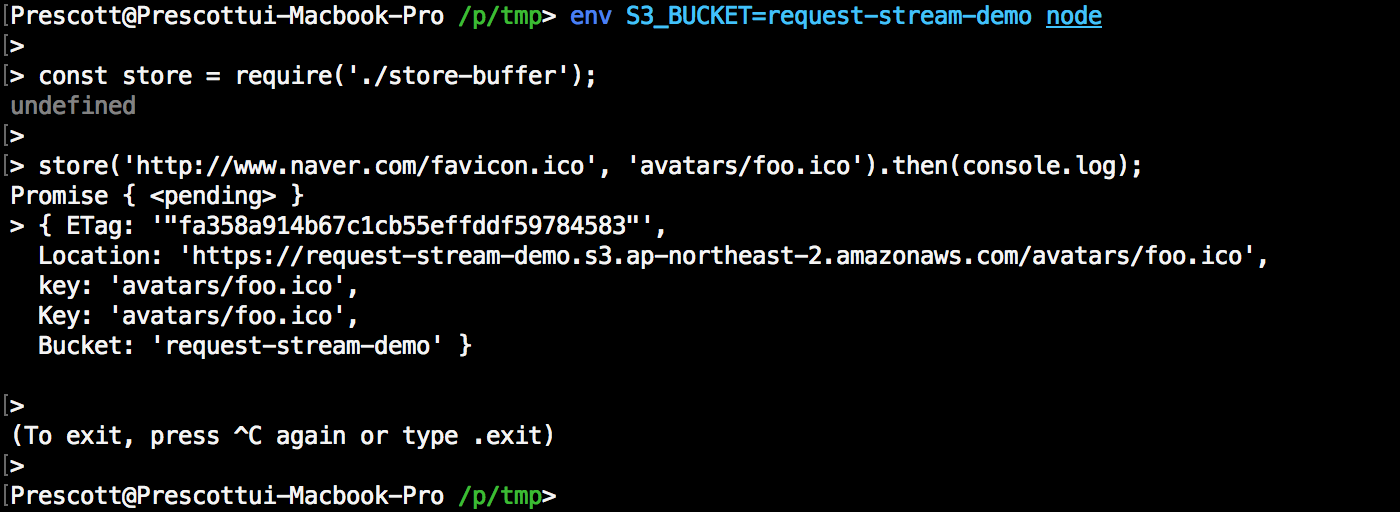 [Prescott@Prescottui-Macbook-Pro /p/tmp> env S3_BUCKET=request-stream-demo node
[>
[> const store = require('./store-buffer');
undefined
[>
[> store('http://www.naver.com/favicon.ico', 'avatars/foo.ico').then(console.log);
Promise { <pending> }
> { ETag: '"fa358a914b67c1cb55effddf59784583"',
  Location: 'https://request-stream-demo.s3.ap-northeast-2.amazonaws.com/avatars/foo.ico',
  key: 'avatars/foo.ico',
  Key: 'avatars/foo.ico',
  Bucket: 'request-stream-demo' }
[>
(To exit, press ^C again or type .exit)
[>
[Prescott@Prescottui-Macbook-Pro /p/tmp>